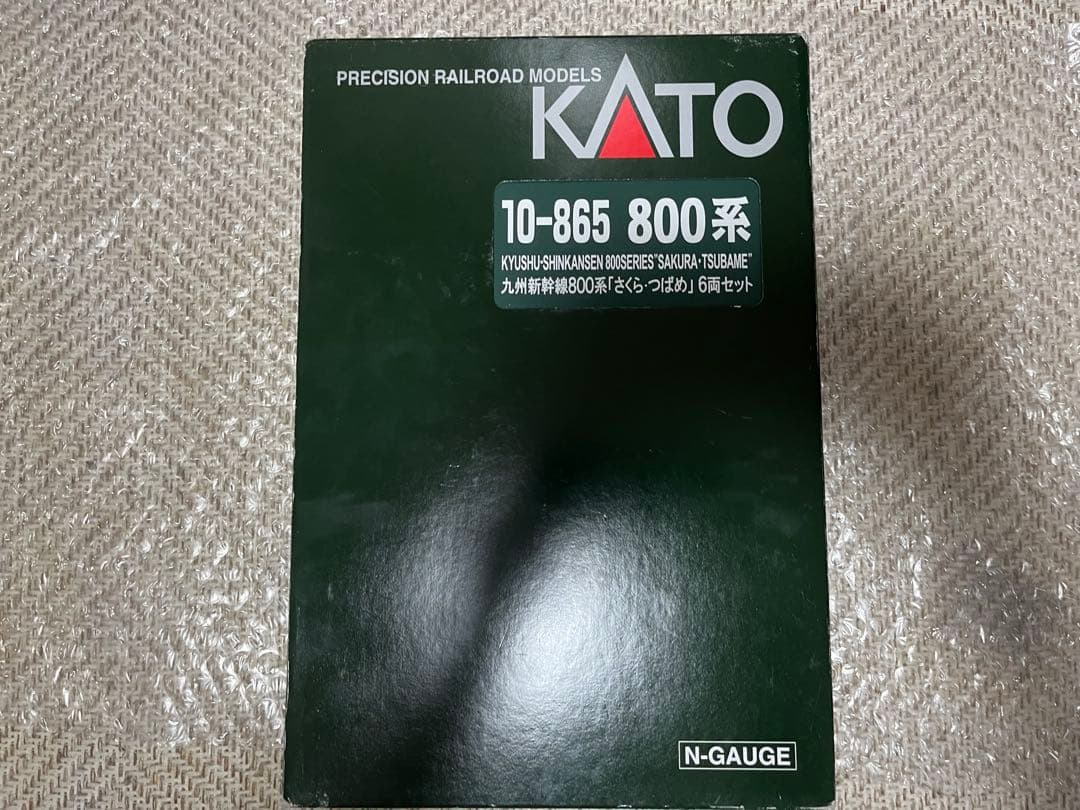 PRECISION RAILROAD MODELS
KATO
10-865 800系
KYUSHU-SHINKANSEN 800SERIES"SAKURA・TSUBAME"
九州新幹線800系「さくら・つばめ」6両セット
N-GAUGE